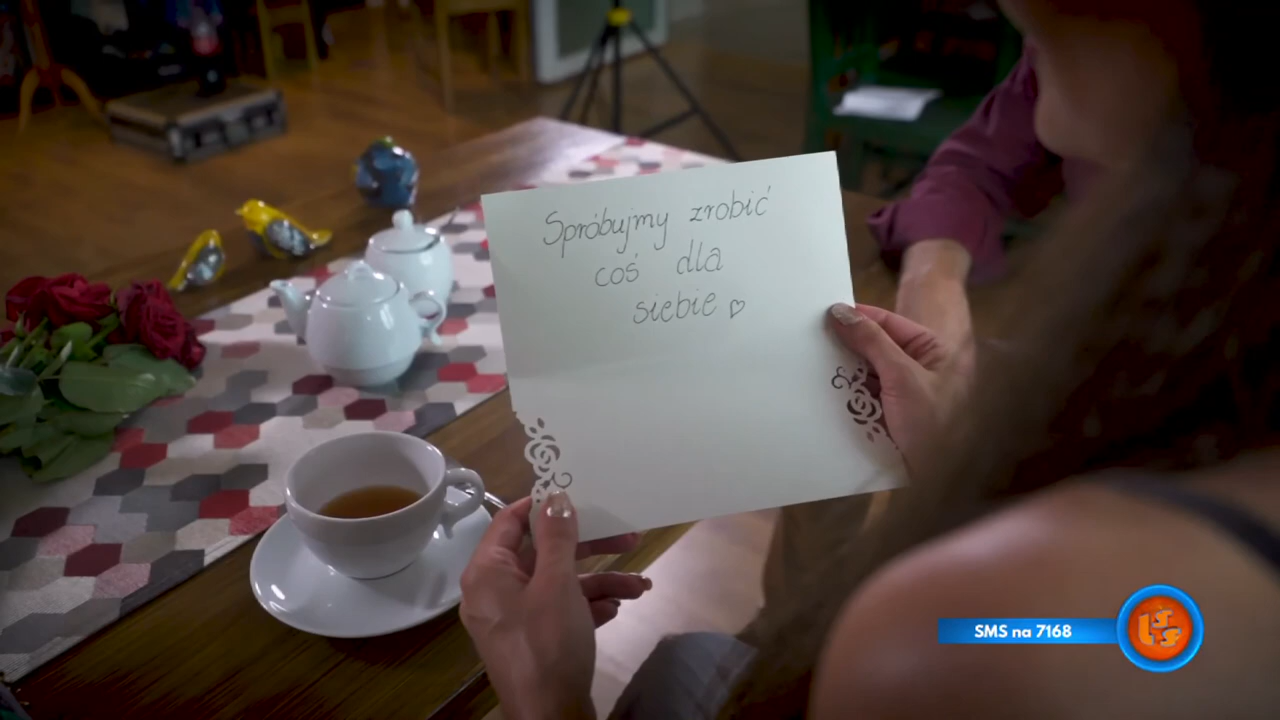 Spróbujmy zrobić
coś dla
siebie ♡
SMS na 7168